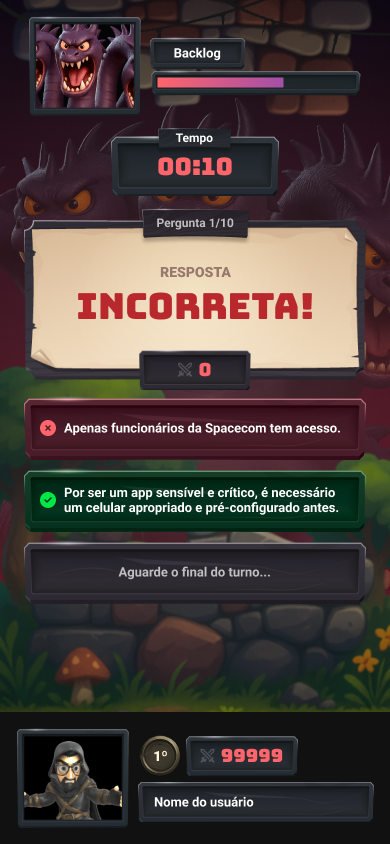 Backlog
Tempo
00:10
Pergunta 1/10
RESPOSTA
INCORRETA!
0
Apenas funcionários da Spacecom tem acesso.
Por ser um app sensível e crítico, é necessário
um celular apropriado e pré-configurado antes.
Aguarde o final do turno...
1º
99999
Nome do usuário